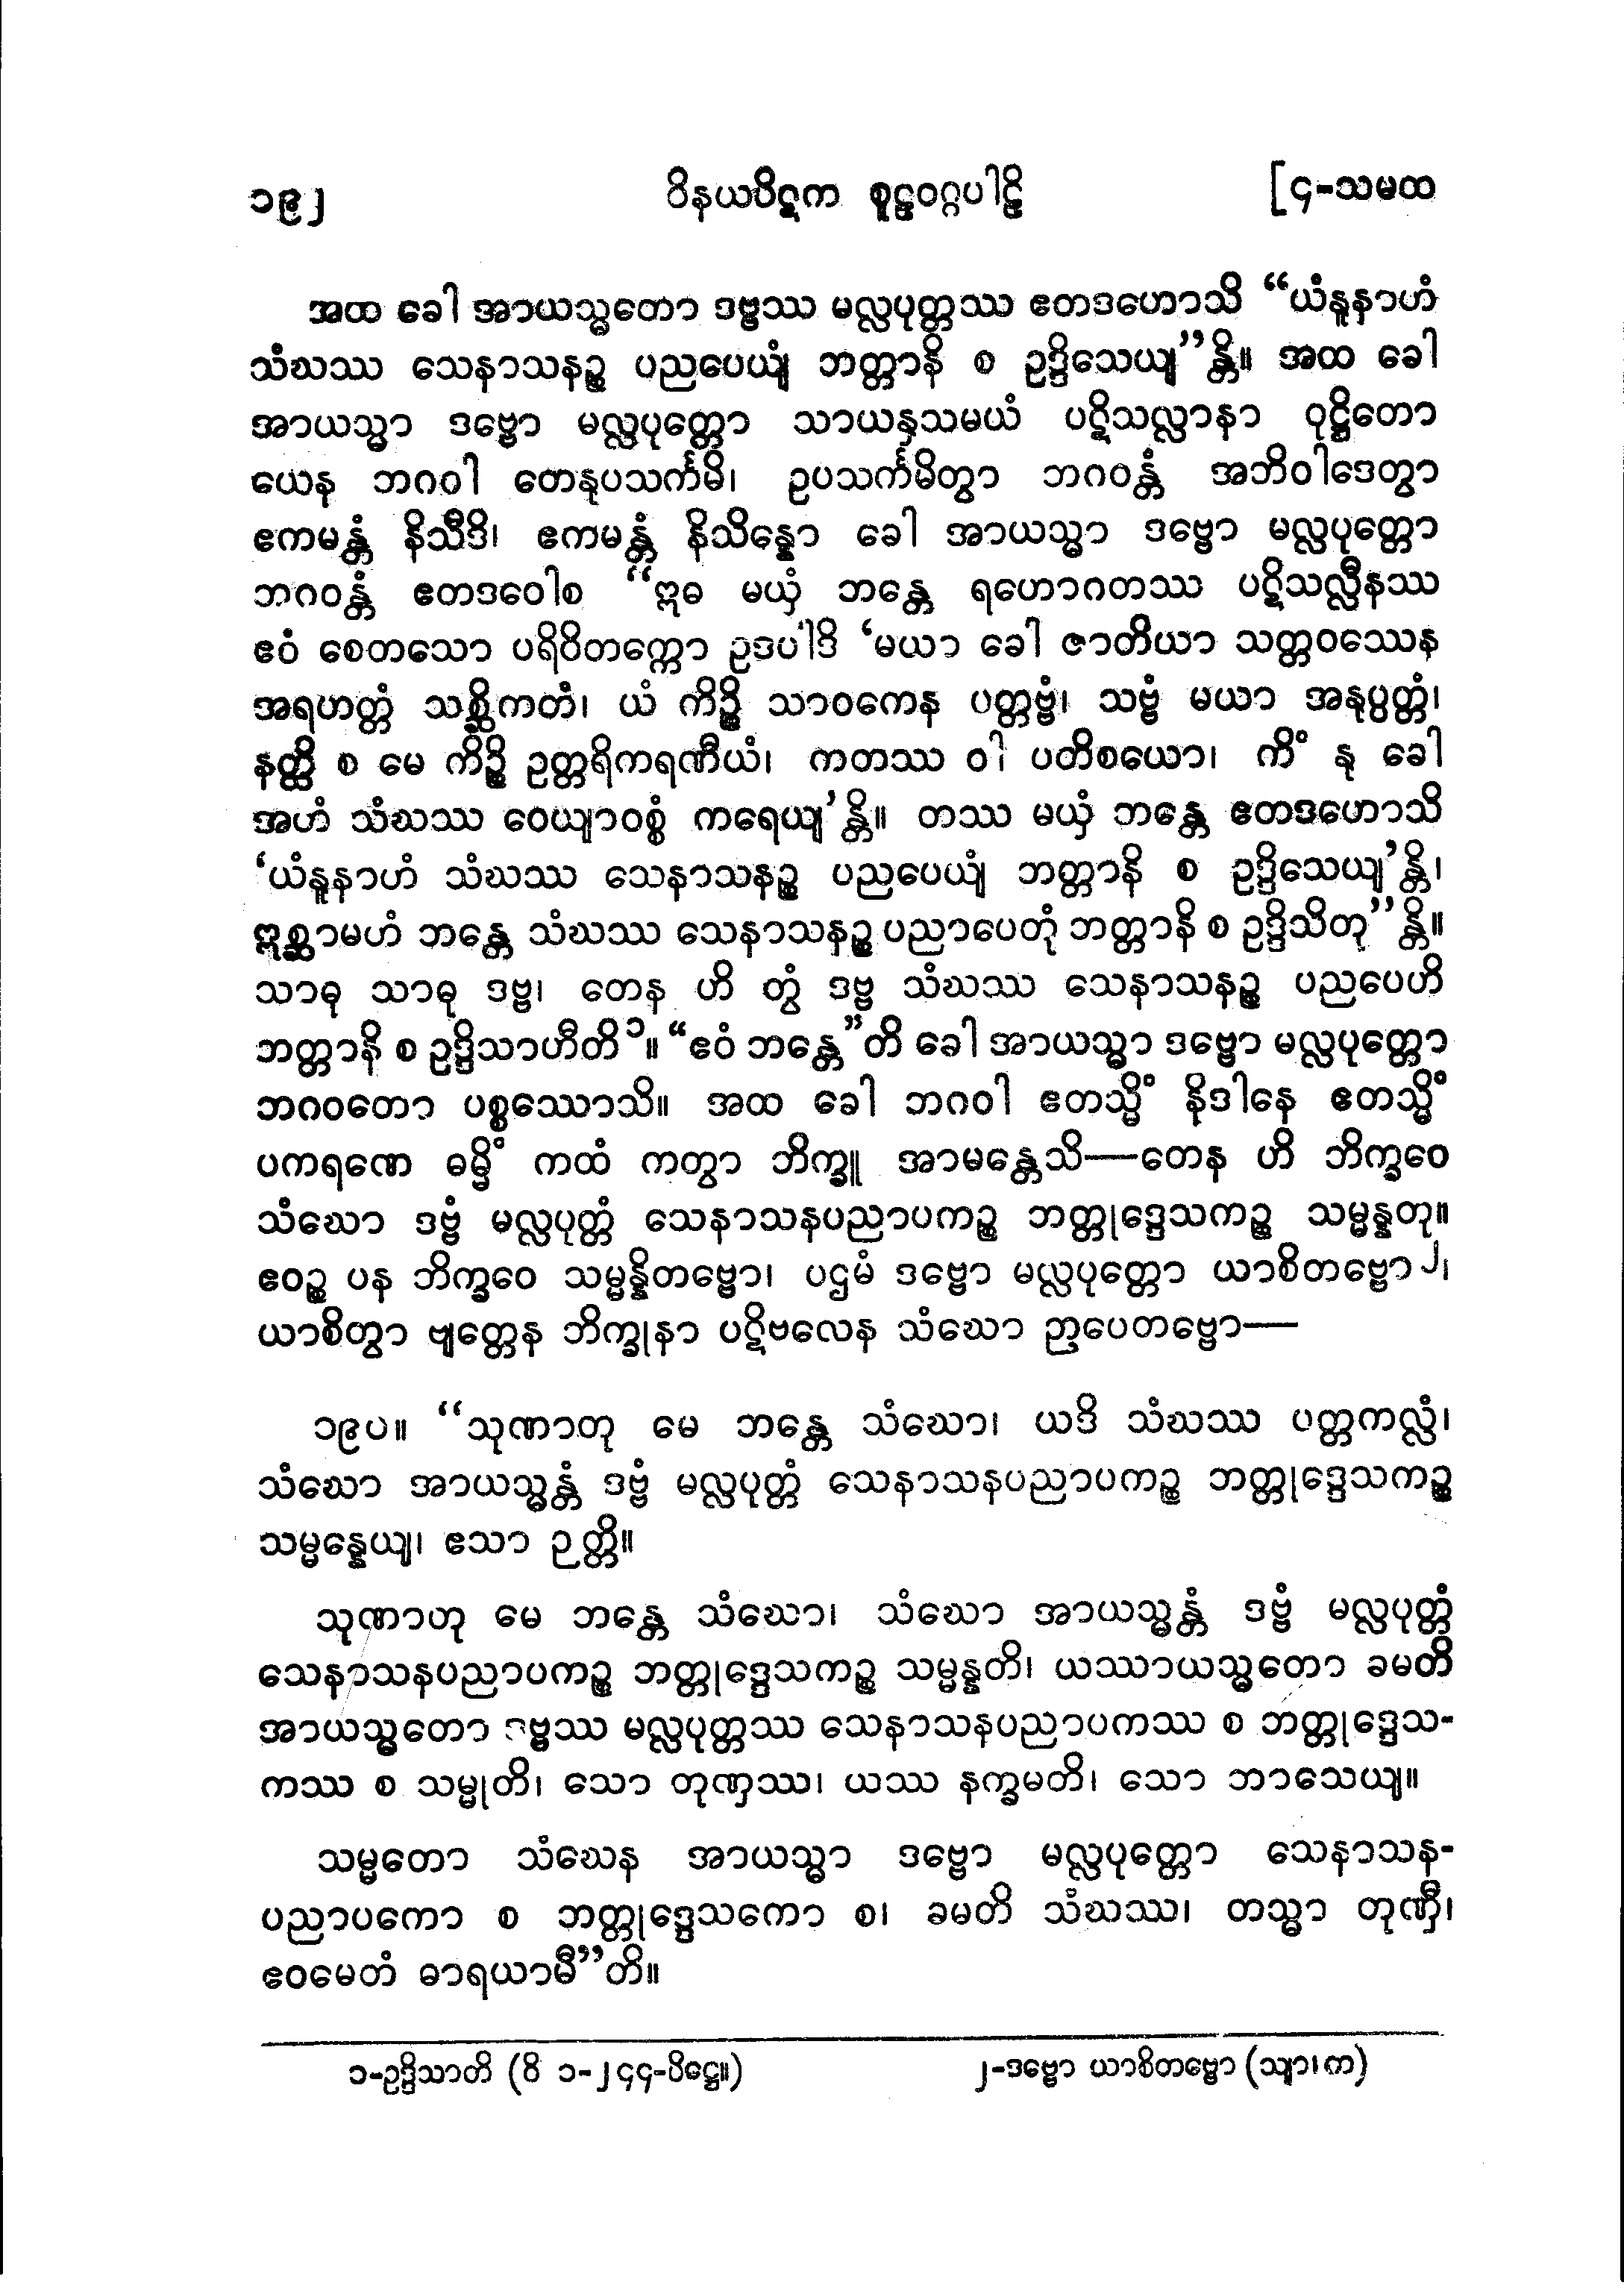 ၁၉၂ ဝိနယပိဋက စူဠဝဂ္ဂပါဠိ [၄-သမထ
အထ ခေါ အာယသ္မတော ဒဗ္ဗဿ မလ္လပုတ္တဿ ဧတဒဟောသိ “ယံနူနာဟံ
သံဃဿ သေနာသနဉ္စ ပညပေယျံ ဘတ္တာနိ စ ဥဒ္ဒိသေယျ”န္တိ။ အထ ခေါ
အာယသ္မာ ဒဗ္ဗော မလ္လပုတ္တော သာယနှသမယံ ပဋိသလ္လာနာ ဝုဋ္ဌိတော
ယေန ဘဂဝါ တေနုပသင်္ကမိ၊ ဥပသင်္ကမိတွာ ဘဂဝန္တံ အဘိဝါဒေတွာ
ဧကမန္တံ နိသီဒိ၊ ဧကမန္တံ နိသိန္နော ခေါ အာယသ္မာ ဒဗ္ဗော မလ္လပုတ္တော
ဘဂဝန္တံ ဧတဒဝေါစ “ဣဓ မယှံ ဘန္တေ ရဟောဂတဿ ပဋိသလ္လီနဿ
ဧဝံ စေတသော ပရိဝိတက္ကော ဥဒပါဒိ ‘မယာ ခေါ ဇာတိယာ သတ္တဝဿေန
အရဟတ္တံ သစ္ဆိကတံ၊ ယံ ကိဉ္စိ သာဝကေန ပတ္တဗ္ဗံ၊ သဗ္ဗံ မယာ အနုပ္ပတ္တံ၊
နတ္ထိ စ မေ ကိဉ္စိ ဥတ္တရိကရဏီယံ၊ ကတဿ ဝါ ပတိစယော၊ ကိံ နု ခေါ
အဟံ သံဃဿ ဝေယျာဝစ္စံ ကရေယျ’န္တိ။ တဿ မယှံ ဘန္တေ ဧတဒဟောသိ
‘ယံနူနာဟံ သံဃဿ သေနာသနဉ္စ ပညပေယျံ ဘတ္တာနိ စ ဥဒ္ဒိသေယျ’န္တိ၊
ဣစ္ဆာမဟံ ဘန္တေ သံဃဿ သေနာသနဉ္စ ပညာပေတုံ ဘတ္တာနိ စ ဥဒ္ဒိသိတု”န္တိ။
သာဓု သာဓု ဒဗ္ဗ၊ တေန ဟိ တွံ ဒဗ္ဗ သံဃဿ သေနာသနဉ္စ ပညပေဟိ
ဘတ္တာနိ စ ဥဒ္ဒိသာဟီတိ၁။ “ဧဝံ ဘန္တေ”တိ ခေါ အာယသ္မာ ဒဗ္ဗော မလ္လပုတ္တော
ဘဂဝတော ပစ္စဿောသိ။ အထ ခေါ ဘဂဝါ ဧတသ္မိံ နိဒါနေ ဧတသ္မိံ
ပကရဏေ ဓမ္မိံ ကထံ ကတွာ ဘိက္ခူ အာမန္တေသိ—တေန ဟိ ဘိက္ခဝေ
သံဃော ဒဗ္ဗံ မလ္လပုတ္တံ သေနာသနပညာပကဉ္စ ဘတ္တုဒ္ဒေသကဉ္စ သမ္မန္နတု။
ဧဝဉ္စ ပန ဘိက္ခဝေ သမ္မန္နိတဗ္ဗော၊ ပဌမံ ဒဗ္ဗော မလ္လပုတ္တော ယာစိတဗ္ဗော၂၊
ယာစိတွာ ဗျတ္တေန ဘိက္ခုနာ ပဋိဗလေန သံဃော ဉာပေတဗ္ဗော—
၁၉ပ။ “သုဏာတု မေ ဘန္တေ သံဃော၊ ယဒိ သံဃဿ ပတ္တကလ္လံ၊
သံဃော အာယသ္မန္တံ ဒဗ္ဗံ မလ္လပုတ္တံ သေနာသနပညာပကဉ္စ ဘတ္တုဒ္ဒေသကဉ္စ
သမ္မန္နေယျ၊ ဧသာ ဉတ္တိ။
သုဏာဟု မေ ဘန္တေ သံဃော၊ သံဃော အာယသ္မန္တံ ဒဗ္ဗံ မလ္လပုတ္တံ
သေနာသနပညာပကဉ္စ ဘတ္တုဒ္ဒေသကဉ္စ သမ္မန္နတိ၊ ယဿာယသ္မတော ခမတိ
အာယသ္မတော ဒဗ္ဗဿ မလ္လပုတ္တဿ သေနာသနပညာပကဿ စ ဘတ္တုဒ္ဒေသ-
ကဿ စ သမ္မုတိ၊ သော တုဏှဿ၊ ယဿ နက္ခမတိ၊ သော ဘာသေယျ။
သမ္မတော သံဃေန အာယသ္မာ ဒဗ္ဗော မလ္လပုတ္တော သေနာသန-
ပညာပကော စ ဘတ္တုဒ္ဒေသကော စ၊ ခမတိ သံဃဿ၊ တသ္မာ တုဏှီ၊
ဧဝမေတံ ဓာရယာမီ”တိ။
၁-ဥဒ္ဒိသာတိ (ဝိ ၁-၂၄၄-ပိဋ္ဌေ။) ၂-ဒဗ္ဗော ယာစိတဗ္ဗော (သျာ၊ က)